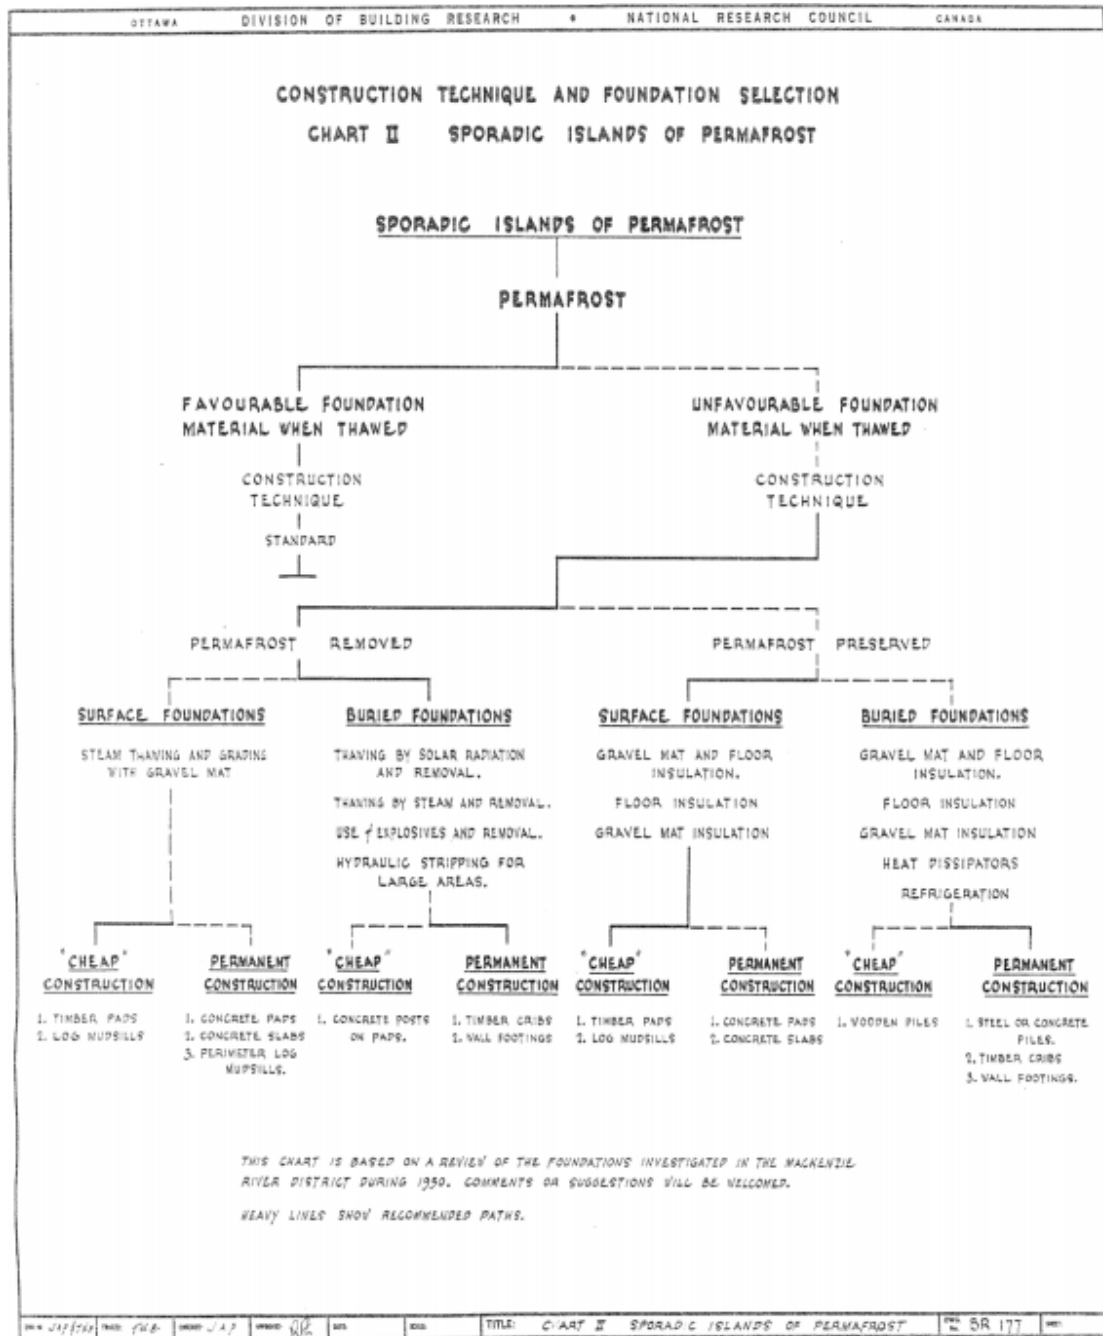 OTTAWA DIVISION OF BUILDING RESEARCH * NATIONAL RESEARCH COUNCIL CANADA
CONSTRUCTION TECHNIQUE AND FOUNDATION SELECTION
CHART II SPORADIC ISLANDS OF PERMAFROST
SPORADIC ISLANDS OF PERMAFROST
PERMAFROST
FAVOURABLE FOUNDATION
MATERIAL WHEN THAWED
UNFAVOURABLE FOUNDATION
MATERIAL WHEN THAWED
CONSTRUCTION
TECHNIQUE
STANDARD
CONSTRUCTION
TECHNIQUE
PERMAFROST REMOVED
PERMAFROST PRESERVED
SURFACE FOUNDATIONS
STEAM THAWING AND GRADING
WITH GRAVEL MAT
BURIED FOUNDATIONS
THAWING BY SOLAR RADIATION
AND REMOVAL.
THAWING BY STEAM AND REMOVAL.
USE of EXPLOSIVES AND REMOVAL.
HYDRAULIC STRIPPING FOR
LARGE AREAS.
SURFACE FOUNDATIONS
GRAVEL MAT AND FLOOR
INSULATION.
FLOOR INSULATION
GRAVEL MAT INSULATION
BURIED FOUNDATIONS
GRAVEL MAT AND FLOOR
INSULATION.
FLOOR INSULATION
GRAVEL MAT INSULATION
HEAT DISSIPATORS
REFRIGERATION
"CHEAP"
CONSTRUCTION
1. TIMBER PADS
2. LOG MUDSILLS
PERMANENT
CONSTRUCTION
1. CONCRETE PADS
2. CONCRETE SLABS
3. PERIMETER LOG
MUDSILLS.
"CHEAP"
CONSTRUCTION
1. CONCRETE POSTS
ON PADS.
PERMANENT
CONSTRUCTION
1. TIMBER CRIBS
2. WALL FOOTINGS
"CHEAP"
CONSTRUCTION
1. TIMBER PADS
2. LOG MUDSILLS
PERMANENT
CONSTRUCTION
1. CONCRETE PADS
2. CONCRETE SLABS
"CHEAP"
CONSTRUCTION
1. WOODEN PILES
PERMANENT
CONSTRUCTION
1. STEEL OR CONCRETE
PILES.
2. TIMBER CRIBS
3. WALL FOOTINGS.
THIS CHART IS BASED ON A REVIEW OF THE FOUNDATIONS INVESTIGATED IN THE MACKENZIE
RIVER DISTRICT DURING 1950. COMMENTS OR SUGGESTIONS WILL BE WELCOMED.
HEAVY LINES SHOW RECOMMENDED PATHS.
TITLE: CHART II SPORADIC ISLANDS OF PERMAFROST BR 177